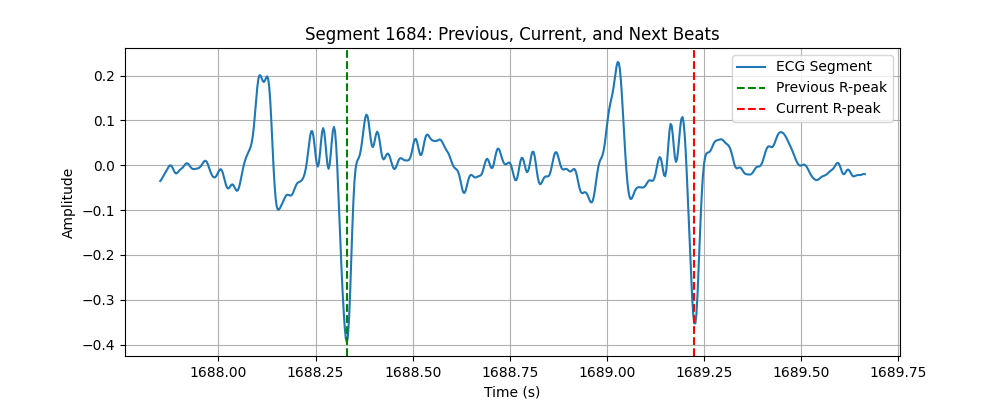 Segment 1684: Previous, Current, and Next Beats
ECG Segment
Previous R-peak
Current R-peak
0.2
0.1
0.0
−0.1
−0.2
−0.3
−0.4
Amplitude
1688.00 1688.25 1688.50 1688.75 1689.00 1689.25 1689.50 1689.75
Time (s)